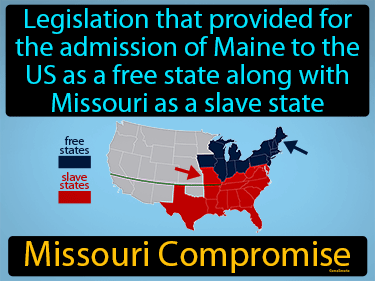 Legislation that provided for
the admission of Maine to the
US as a free state along with
Missouri as a slave state
free
states
slave
states
Missouri Compromise